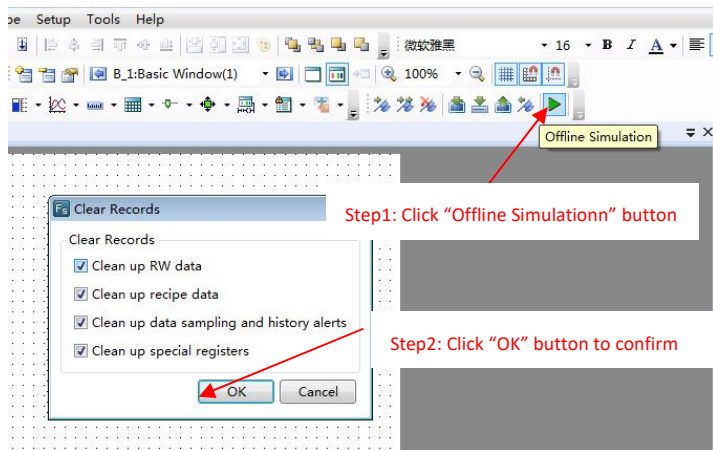 pe Setup Tools Help
微软雅黑 16 B I A
B_1:Basic Window(1) 100%
Offline Simulation
Fs Clear Records
Step1: Click “Offline Simulationn” button
Clear Records
Clean up RW data
Clean up recipe data
Clean up data sampling and history alerts
Step2: Click “OK” button to confirm
Clean up special registers
OK Cancel